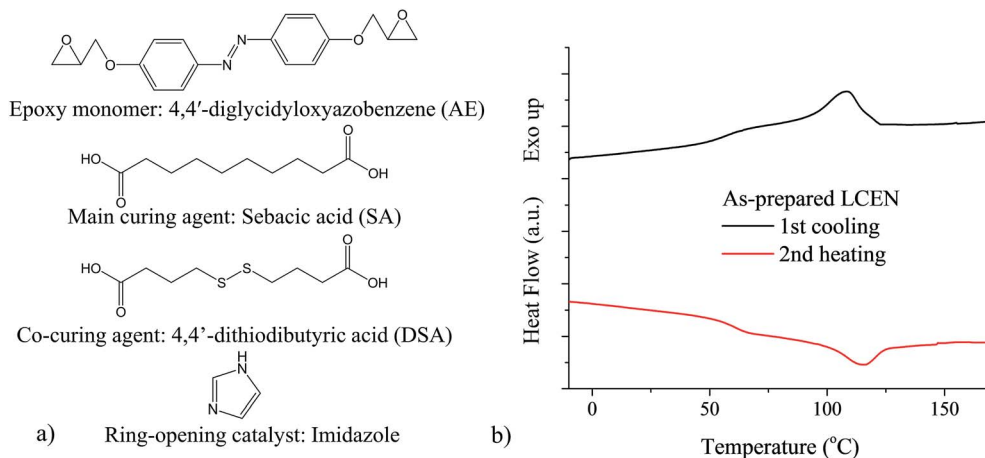 O
O
N
N
O
O
Epoxy monomer: 4,4′-diglycidyloxyazobenzene (AE)
HO
O
O
OH
Main curing agent: Sebacic acid (SA)
HO
O
S
S
O
OH
Co-curing agent: 4,4’-dithiodibutyric acid (DSA)
H
N
N
Ring-opening catalyst: Imidazole
a)
Heat Flow (a.u.)
Exo up
As-prepared LCEN
1st cooling
2nd heating
0
50
100
150
Temperature (°C)
b)